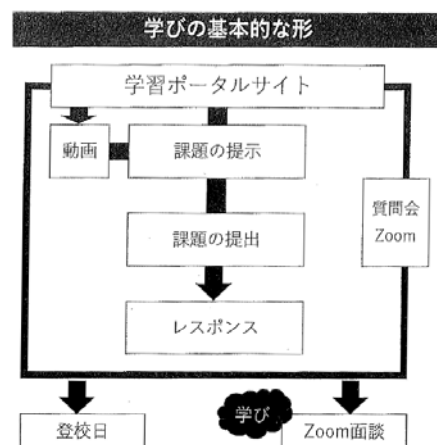 学びの基本的な形
学習ポータルサイト
動画
課題の提示
質問会
Zoom
課題の提出
レスポンス
学び
登校日
Zoom面談